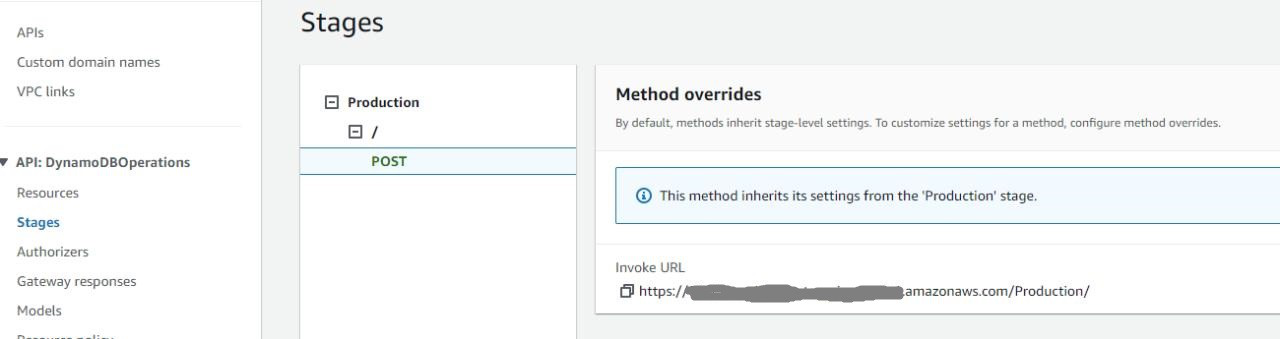 Stages
APIs
Custom domain names
VPC links
API: DynamoDBOperations
Resources
Stages
Authorizers
Gateway responses
Models
Resource policy
Production
/
POST
Method overrides
By default, methods inherit stage-level settings. To customize settings for a method, configure method overrides.
This method inherits its settings from the 'Production' stage.
Invoke URL
https:// .amazonaws.com/Production/